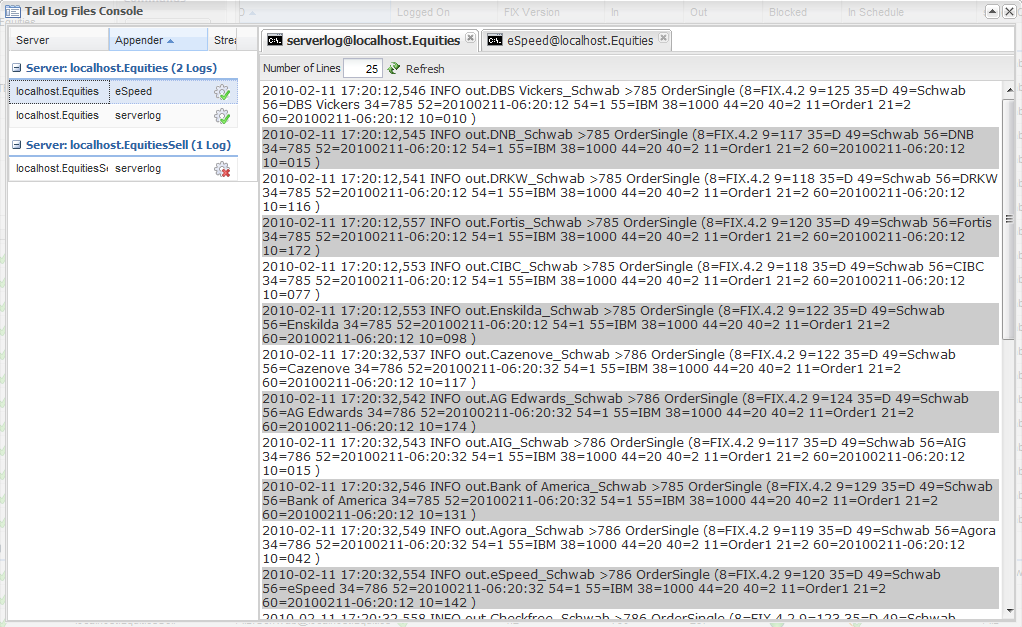 Tail Log Files Console
Logged On FIX Version In Out Blocked In Schedule
Server Appender Strea
serverlog@localhost.Equities eSpeed@localhost.Equities
Number of Lines 25 Refresh
Server: localhost.Equities (2 Logs)
localhost.Equities eSpeed
localhost.Equities serverlog
Server: localhost.EquitiesSell (1 Log)
localhost.EquitiesSe serverlog
2010-02-11 17:20:12,546 INFO out.DBS Vickers_Schwab >785 OrderSingle (8=FIX.4.2 9=125 35=D 49=Schwab
56=DBS Vickers 34=785 52=20100211-06:20:12 54=1 55=IBM 38=1000 44=20 40=2 11=Order1 21=2
60=20100211-06:20:12 10=010 )
2010-02-11 17:20:12,545 INFO out.DNB_Schwab >785 OrderSingle (8=FIX.4.2 9=117 35=D 49=Schwab 56=DNB
34=785 52=20100211-06:20:12 54=1 55=IBM 38=1000 44=20 40=2 11=Order1 21=2 60=20100211-06:20:12
10=015 )
2010-02-11 17:20:12,541 INFO out.DRKW_Schwab >785 OrderSingle (8=FIX.4.2 9=118 35=D 49=Schwab 56=DRKW
34=785 52=20100211-06:20:12 54=1 55=IBM 38=1000 44=20 40=2 11=Order1 21=2 60=20100211-06:20:12
10=116 )
2010-02-11 17:20:12,557 INFO out.Fortis_Schwab >785 OrderSingle (8=FIX.4.2 9=120 35=D 49=Schwab 56=Fortis
34=785 52=20100211-06:20:12 54=1 55=IBM 38=1000 44=20 40=2 11=Order1 21=2 60=20100211-06:20:12
10=172 )
2010-02-11 17:20:12,553 INFO out.CIBC_Schwab >785 OrderSingle (8=FIX.4.2 9=118 35=D 49=Schwab 56=CIBC
34=785 52=20100211-06:20:12 54=1 55=IBM 38=1000 44=20 40=2 11=Order1 21=2 60=20100211-06:20:12
10=077 )
2010-02-11 17:20:12,553 INFO out.Enskilda_Schwab >785 OrderSingle (8=FIX.4.2 9=122 35=D 49=Schwab
56=Enskilda 34=785 52=20100211-06:20:12 54=1 55=IBM 38=1000 44=20 40=2 11=Order1 21=2
60=20100211-06:20:12 10=098 )
2010-02-11 17:20:32,537 INFO out.Cazenove_Schwab >786 OrderSingle (8=FIX.4.2 9=122 35=D 49=Schwab
56=Cazenove 34=786 52=20100211-06:20:32 54=1 55=IBM 38=1000 44=20 40=2 11=Order1 21=2
60=20100211-06:20:12 10=117 )
2010-02-11 17:20:32,542 INFO out.AG Edwards_Schwab >786 OrderSingle (8=FIX.4.2 9=124 35=D 49=Schwab
56=AG Edwards 34=786 52=20100211-06:20:32 54=1 55=IBM 38=1000 44=20 40=2 11=Order1 21=2
60=20100211-06:20:12 10=174 )
2010-02-11 17:20:32,543 INFO out.AIG_Schwab >786 OrderSingle (8=FIX.4.2 9=117 35=D 49=Schwab 56=AIG
34=786 52=20100211-06:20:32 54=1 55=IBM 38=1000 44=20 40=2 11=Order1 21=2 60=20100211-06:20:12
10=015 )
2010-02-11 17:20:32,546 INFO out.Bank of America_Schwab >785 OrderSingle (8=FIX.4.2 9=129 35=D 49=Schwab
56=Bank of America 34=785 52=20100211-06:20:32 54=1 55=IBM 38=1000 44=20 40=2 11=Order1 21=2
60=20100211-06:20:12 10=131 )
2010-02-11 17:20:32,549 INFO out.Agora_Schwab >786 OrderSingle (8=FIX.4.2 9=119 35=D 49=Schwab 56=Agora
34=786 52=20100211-06:20:32 54=1 55=IBM 38=1000 44=20 40=2 11=Order1 21=2 60=20100211-06:20:12
10=042 )
2010-02-11 17:20:32,554 INFO out.eSpeed_Schwab >786 OrderSingle (8=FIX.4.2 9=120 35=D 49=Schwab
56=eSpeed 34=786 52=20100211-06:20:32 54=1 55=IBM 38=1000 44=20 40=2 11=Order1 21=2
60=20100211-06:20:12 10=142 )
2010-02-11 17:20:32,558 INFO out.Checkfree_Schwab >786 OrderSingle (8=FIX.4.2 9=123 35=D 49=Schwab